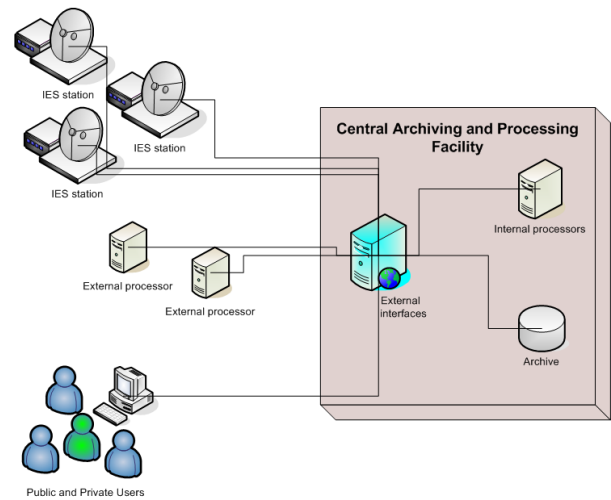 IES station
IES station
IES station
Central Archiving and Processing
Facility
Internal processors
External processor
External processor
External
interfaces
Archive
Public and Private Users